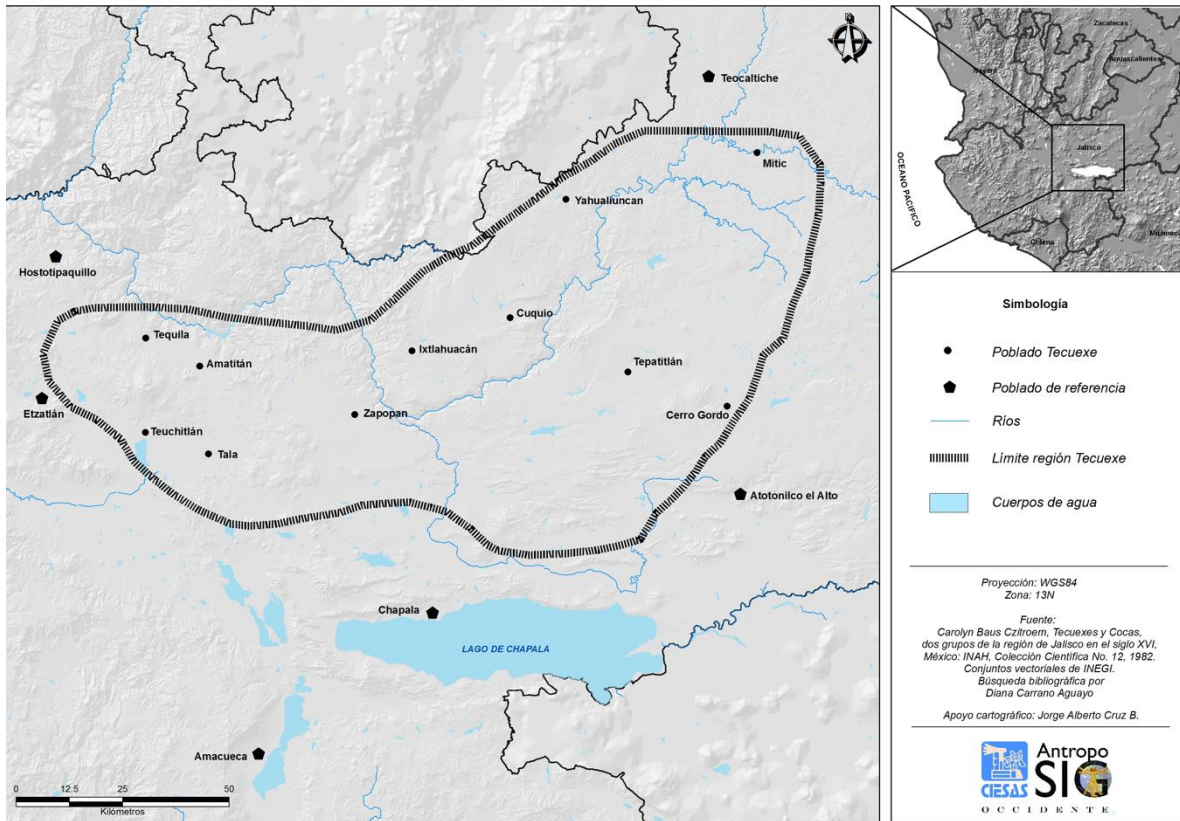 Teocaltiche
Mitic
Yahualiuncan
Hostotipaquillo
Cuquio
Tequila
Ixtlahuacán
Amatitán
Tepatitlán
Etzatlán
Zapopan
Cerro Gordo
Teuchitlán
Tala
Atotonilco el Alto
Chapala
LAGO DE CHAPALA
Amacueca
0 12.5 25 50
Kilómetros
Zacatecas
Aguascalientes
Nayarit
Jalisco
OCEANO PACIFICO
Colima
Michoac
Simbología
Poblado Tecuexe
Poblado de referencia
Ríos
Límite región Tecuexe
Cuerpos de agua
Proyección: WGS84
Zona: 13N
Fuente:
Carolyn Baus Czitroem, Tecuexes y Cocas,
dos grupos de la región de Jalisco en el siglo XVI,
México: INAH, Colección Científica No. 12, 1982.
Conjuntos vectoriales de INEGI.
Búsqueda bibliográfica por
Diana Carrano Aguayo
Apoyo cartográfico: Jorge Alberto Cruz B.
CIESAS
Antropo
SIG
OCCIDENTE